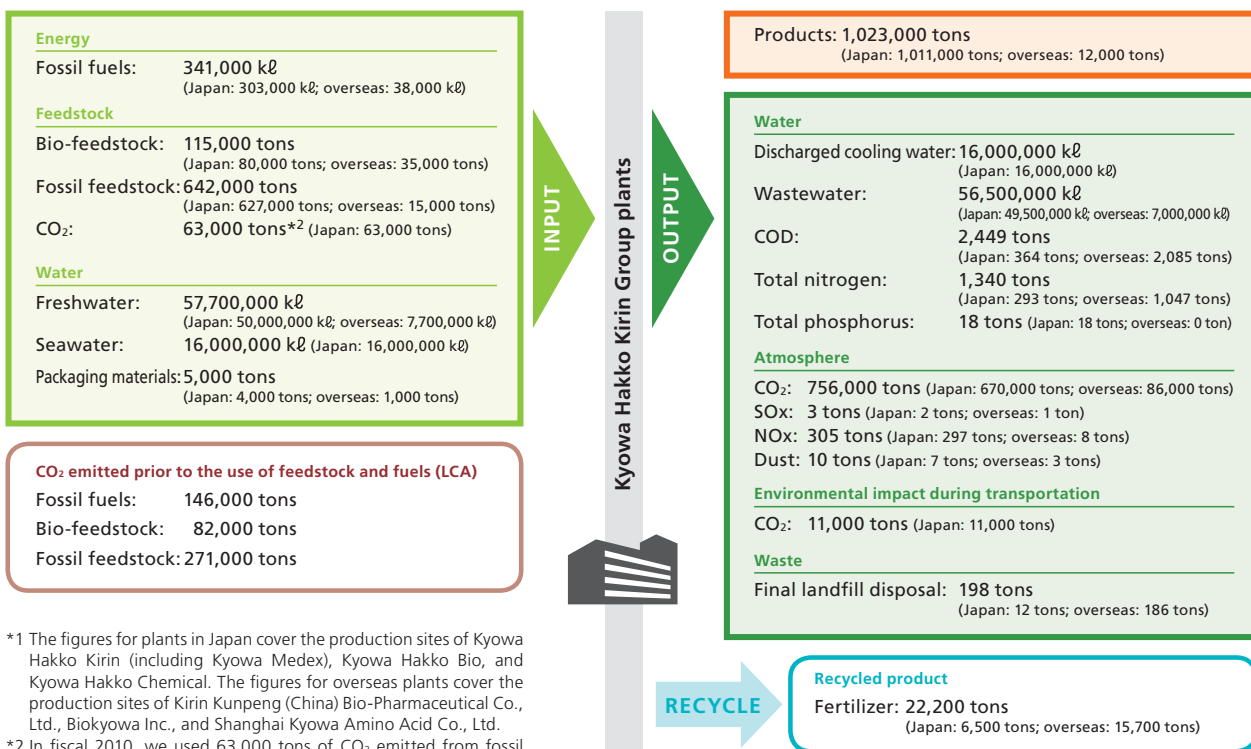 Energy
Fossil fuels: 341,000 kℓ
(Japan: 303,000 kℓ; overseas: 38,000 kℓ)
Feedstock
Bio-feedstock: 115,000 tons
(Japan: 80,000 tons; overseas: 35,000 tons)
Fossil feedstock: 642,000 tons
(Japan: 627,000 tons; overseas: 15,000 tons)
CO₂: 63,000 tons*² (Japan: 63,000 tons)
Water
Freshwater: 57,700,000 kℓ
(Japan: 50,000,000 kℓ; overseas: 7,700,000 kℓ)
Seawater: 16,000,000 kℓ (Japan: 16,000,000 kℓ)
Packaging materials: 5,000 tons
(Japan: 4,000 tons; overseas: 1,000 tons)
CO₂ emitted prior to the use of feedstock and fuels (LCA)
Fossil fuels: 146,000 tons
Bio-feedstock: 82,000 tons
Fossil feedstock: 271,000 tons
*1 The figures for plants in Japan cover the production sites of Kyowa
Hakko Kirin (including Kyowa Medex), Kyowa Hakko Bio, and
Kyowa Hakko Chemical. The figures for overseas plants cover the
production sites of Kirin Kunpeng (China) Bio-Pharmaceutical Co.,
Ltd., Biokyowa Inc., and Shanghai Kyowa Amino Acid Co., Ltd.
*2 In fiscal 2010, we used 63,000 tons of CO₂ emitted from fossil
INPUT
Kyowa Hakko Kirin Group plants
OUTPUT
Products: 1,023,000 tons
(Japan: 1,011,000 tons; overseas: 12,000 tons)
Water
Discharged cooling water: 16,000,000 kℓ
(Japan: 16,000,000 kℓ)
Wastewater: 56,500,000 kℓ
(Japan: 49,500,000 kℓ; overseas: 7,000,000 kℓ)
COD: 2,449 tons
(Japan: 364 tons; overseas: 2,085 tons)
Total nitrogen: 1,340 tons
(Japan: 293 tons; overseas: 1,047 tons)
Total phosphorus: 18 tons (Japan: 18 tons; overseas: 0 ton)
Atmosphere
CO₂: 756,000 tons (Japan: 670,000 tons; overseas: 86,000 tons)
SOx: 3 tons (Japan: 2 tons; overseas: 1 ton)
NOx: 305 tons (Japan: 297 tons; overseas: 8 tons)
Dust: 10 tons (Japan: 7 tons; overseas: 3 tons)
Environmental impact during transportation
CO₂: 11,000 tons (Japan: 11,000 tons)
Waste
Final landfill disposal: 198 tons
(Japan: 12 tons; overseas: 186 tons)
RECYCLE
Recycled product
Fertilizer: 22,200 tons
(Japan: 6,500 tons; overseas: 15,700 tons)